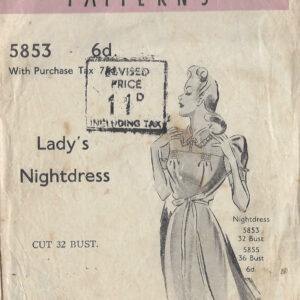 PATTERNS
5853 6d.
With Purchase Tax 7
REVISED
PRICE
11D
INCLUDING TAX
Lady's
Nightdress
CUT 32 BUST.
Nightdress
5853
32 Bust
5855
36 Bust
6d.